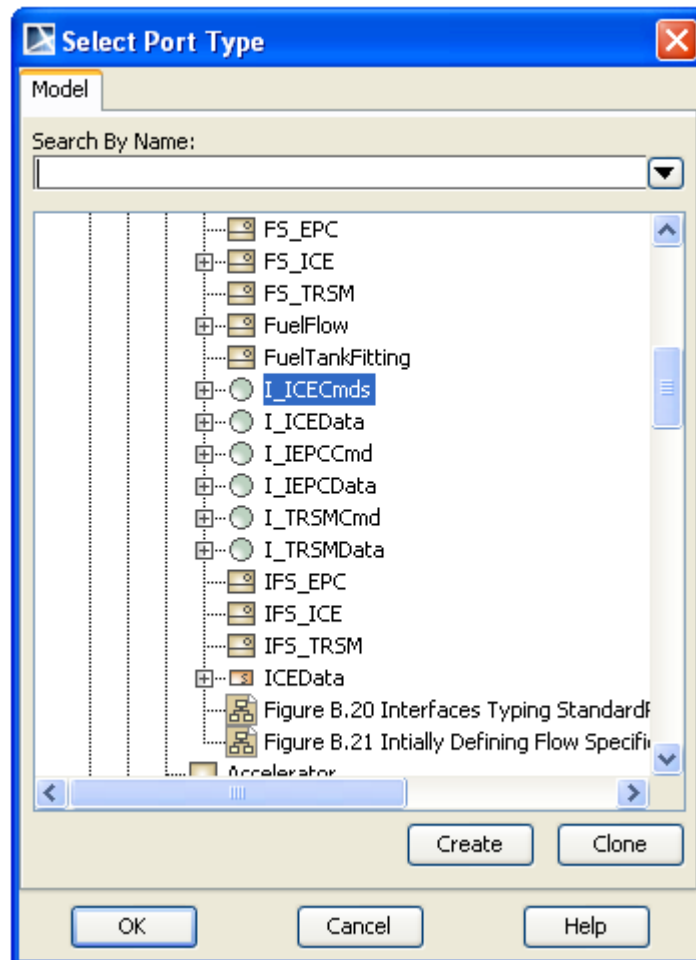 Select Port Type
Model
Search By Name:
FS_EPC
FS_ICE
FS_TRSM
FuelFlow
FuelTankFitting
I_ICECmds
I_ICEData
I_IEPCCmd
I_IEPCData
I_TRSMCmd
I_TRSMData
IFS_EPC
IFS_ICE
IFS_TRSM
ICEData
Figure B.20 Interfaces Typing Standard
Figure B.21 Intially Defining Flow Specifi
Accelerator
Create Clone
OK Cancel Help